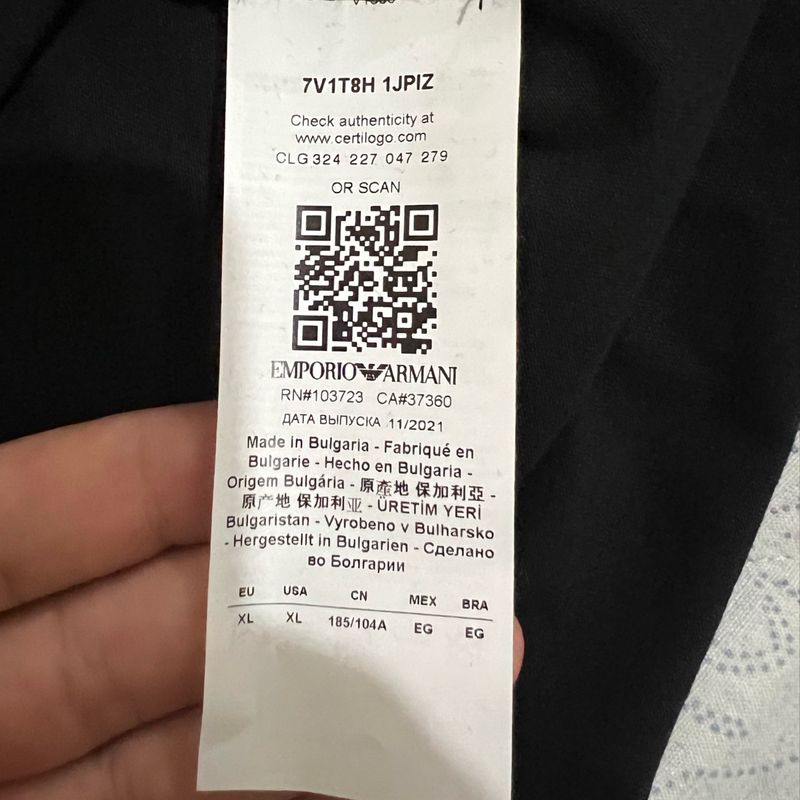 7V1T8H 1JPIZ
Check authenticity at
www.certilogo.com
CLG 324 227 047 279
OR SCAN
EMPORIO ARMANI
RN#103723 CA#37360
ДАТА ВЫПУСКА 11/2021
Made in Bulgaria - Fabriqué en
Bulgarie - Hecho en Bulgaria -
Origem Bulgária - 原產地 保加利亞 -
原产地 保加利亚 - ÜRETİM YERİ
Bulgaristan - Vyrobeno v Bulharsko
- Hergestellt in Bulgarien - Сделано
во Болгарии
EU USA CN MEX BRA
XL XL 185/104A EG EG